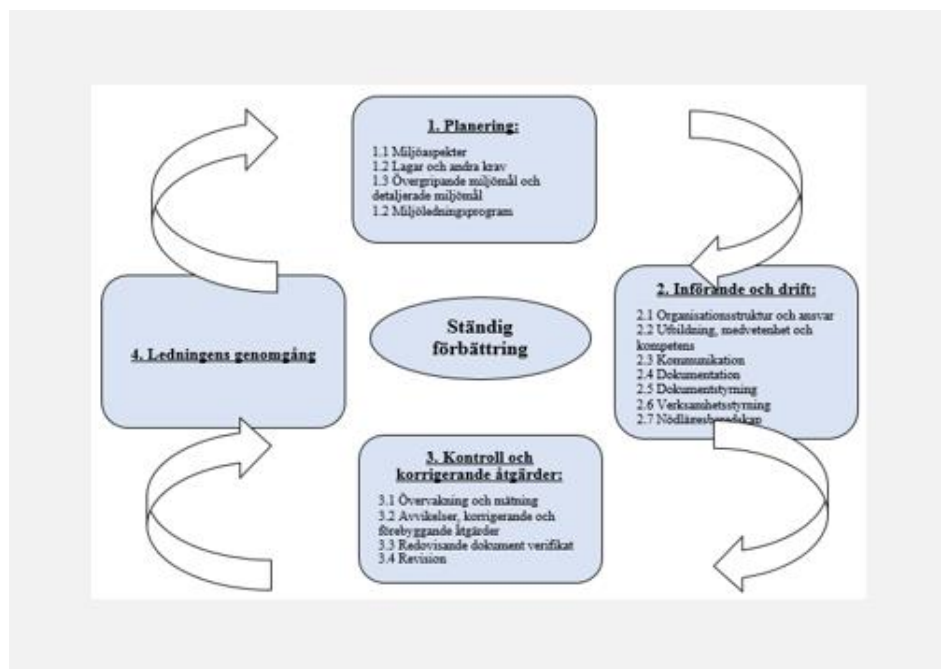 1. Planering:
1.1 Miljöaspekter
1.2 Lagar och andra krav
1.3 Övergripande miljömål och
detaljerade miljömål
1.2 Miljöledningsprogram
2. Införande och drift:
2.1 Organisationsstruktur och ansvar
2.2 Utbildning, medvetenhet och
kompetens
2.3 Kommunikation
2.4 Dokumentation
2.5 Dokumentstyrning
2.6 Verksamhetsstyrning
2.7 Nödlägesberedskap
Ständig
förbättring
4. Ledningens genomgång
3. Kontroll och
korrigerande åtgärder:
3.1 Övervakning och mätning
3.2 Avvikelser, korrigerande och
förebyggande åtgärder
3.3 Redovisande dokument verifikat
3.4 Revision